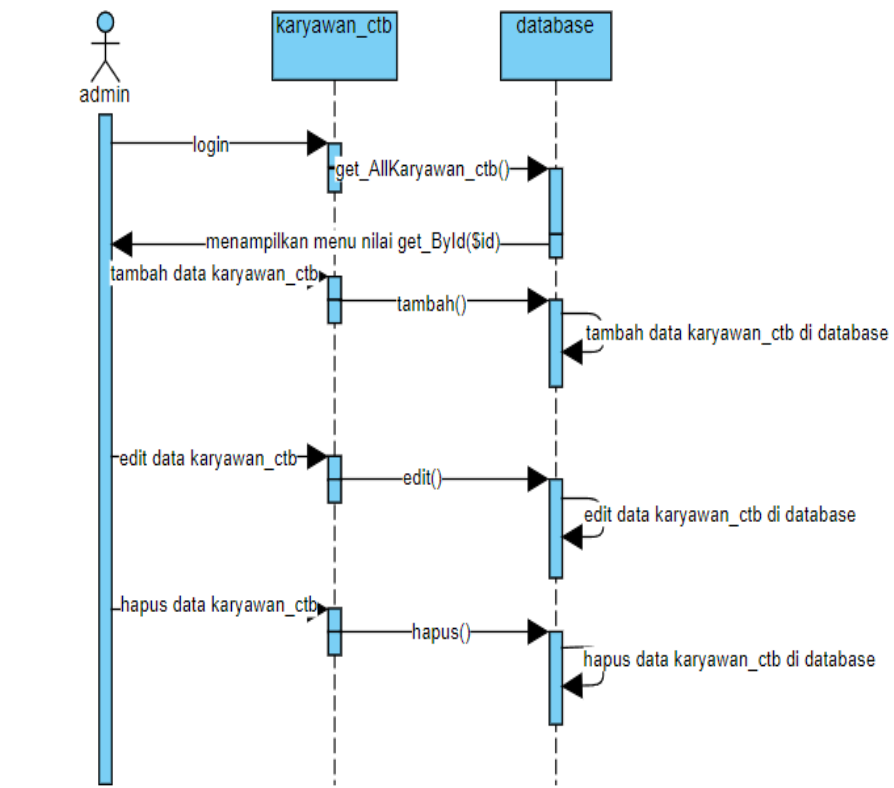 karyawan_ctb
database
admin
login
get_AllKaryawan_ctb()
menampilkan menu nilai get_ById($id)
tambah data karyawan_ctb
tambah()
tambah data karyawan_ctb di database
edit data karyawan_ctb
edit()
edit data karyawan_ctb di database
hapus data karyawan_ctb
hapus()
hapus data karyawan_ctb di database